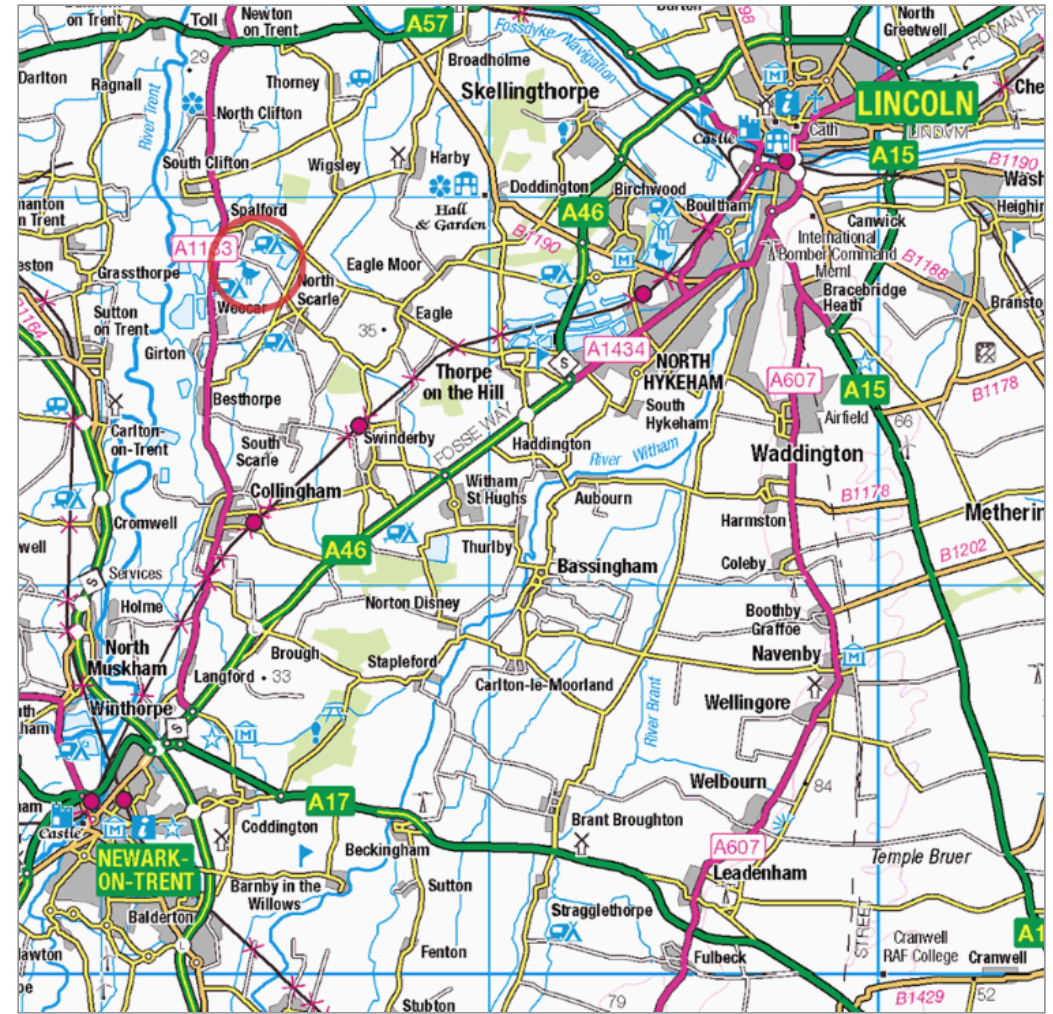 on Trent
Toll
Newton
on Trent
A57
Fossdyke Navigation
North
Greetwell
ROMAN
Darlton
Ragnall
29
Thorney
Broadholme
Skellingthorpe
River Trent
North Clifton
LINCOLN
Castle
Cath
LINDVM
A15
B1190
South Clifton
Wigsley
Harby
Doddington
Birchwood
Hall
& Garden
Boultham
A46
B1190
Canwick
International
Bomber Command
Meml
B1188
Spalford
A1133
Grassthorpe
Eagle Moor
North
Scarle
Weecar
Bracebridge
Heath
B1164
Sutton
on Trent
Girton
35
Eagle
A1434
NORTH
HYKEHAM
A607
A15
B1178
Thorpe
on the Hill
Besthorpe
South
Hykeham
Airfield
66
Carlton-
on-Trent
South
Scarle
Swinderby
FOSSE WAY
Haddington
River Witham
Waddington
Collingham
Witham
St Hughs
Aubourn
B1178
Cromwell
A46
Thurlby
Harmston
B1202
Services
Bassingham
Coleby
Holme
Norton Disney
Boothby
Graffoe
North
Muskham
Brough
Stapleford
Navenby
Langford
33
Carlton-le-Moorland
Winthorpe
River Brant
Wellingore
Welbourn
84
A17
Castle
Coddington
Brant Broughton
A607
Temple Bruer
NEWARK-
ON-TRENT
Beckingham
Leadenham
Barnby in the
Willows
Sutton
Balderton
Stragglethorpe
STREET
Fenton
Fulbeck
Cranwell
RAF College
Cranwell
Stubton
79
B1429
52